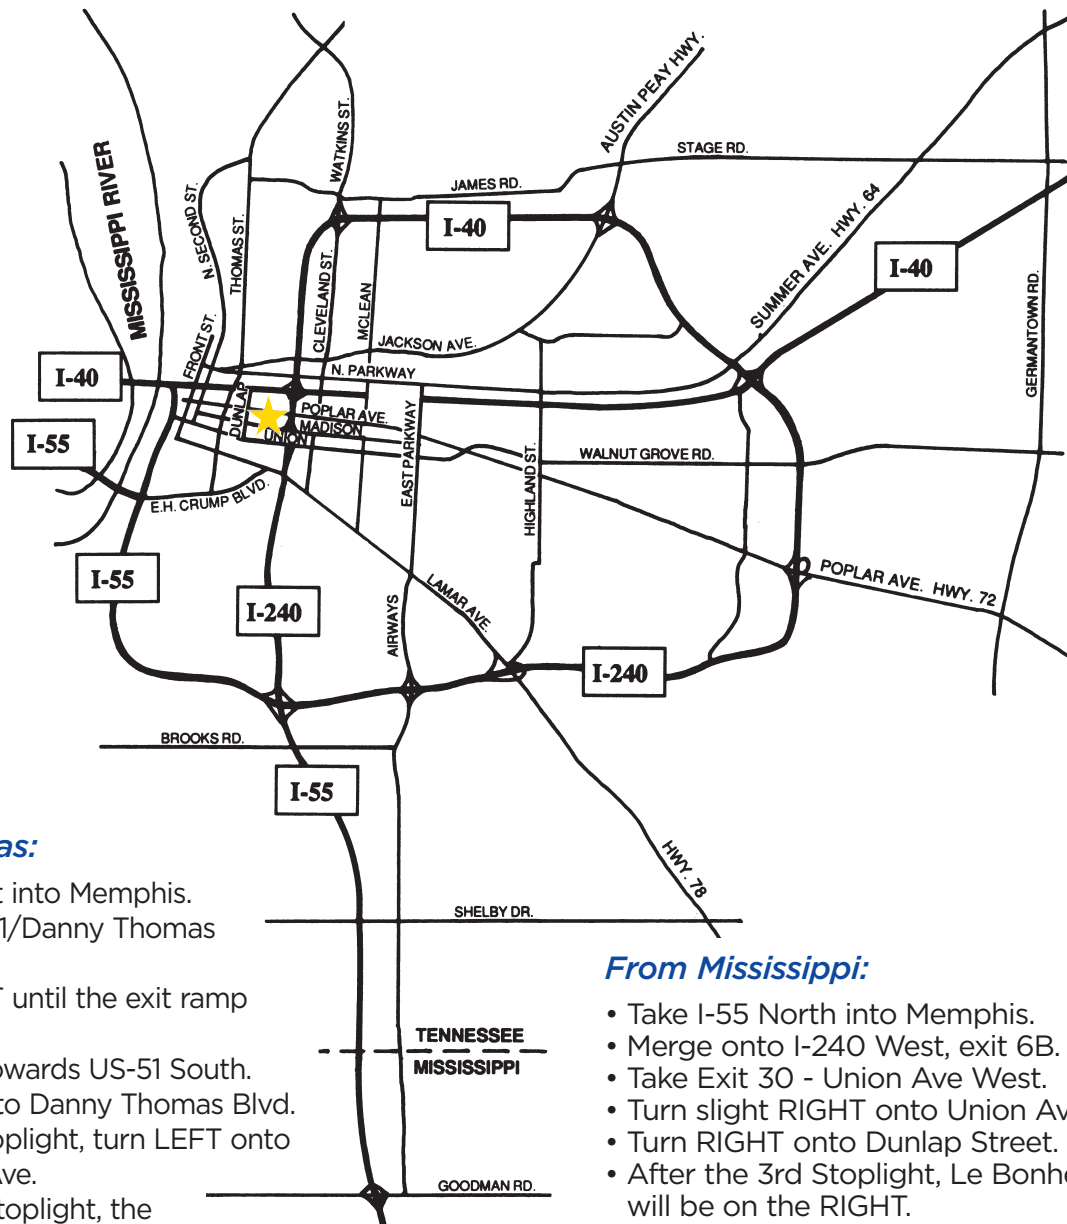 AUSTIN PEAY HWY.
STAGE RD.
WATKINS ST.
JAMES RD.
MISSISSIPPI RIVER
N. SECOND ST.
THOMAS ST.
I-40
SUMMER AVE. HWY. 64
I-40
CLEVELAND ST.
MCLEAN
GERMANTOWN RD.
FRONT ST.
JACKSON AVE.
N. PARKWAY
I-40
DUNLAP
POPLAR AVE.
MADISON
UNION
EAST PARKWAY
I-55
HIGHLAND ST.
WALNUT GROVE RD.
E.H. CRUMP BLVD.
I-55
I-240
AIRWAYS
LAMAR AVE.
POPLAR AVE. HWY. 72
I-240
BROOKS RD.
I-55
HWY. 78
SHELBY DR.
TENNESSEE
MISSISSIPPI
GOODMAN RD.
as:
t into Memphis.
1/Danny Thomas
T until the exit ramp
owards US-51 South.
to Danny Thomas Blvd.
oplight, turn LEFT onto
Ave.
toplight, the
From Mississippi:
• Take I-55 North into Memphis.
• Merge onto I-240 West, exit 6B.
• Take Exit 30 - Union Ave West.
• Turn slight RIGHT onto Union Av
• Turn RIGHT onto Dunlap Street.
• After the 3rd Stoplight, Le Bonhe
will be on the RIGHT.